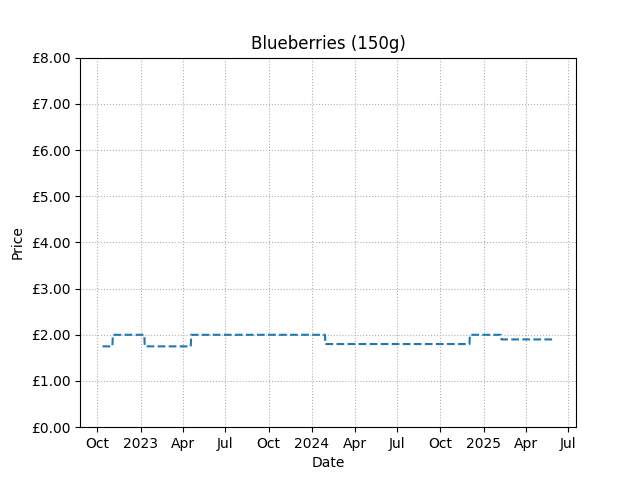 Blueberries (150g)
£8.00
£7.00
£6.00
£5.00
£4.00
£3.00
£2.00
£1.00
£0.00
Price
Oct 2023 Apr Jul Oct 2024 Apr Jul Oct 2025 Apr Jul
Date